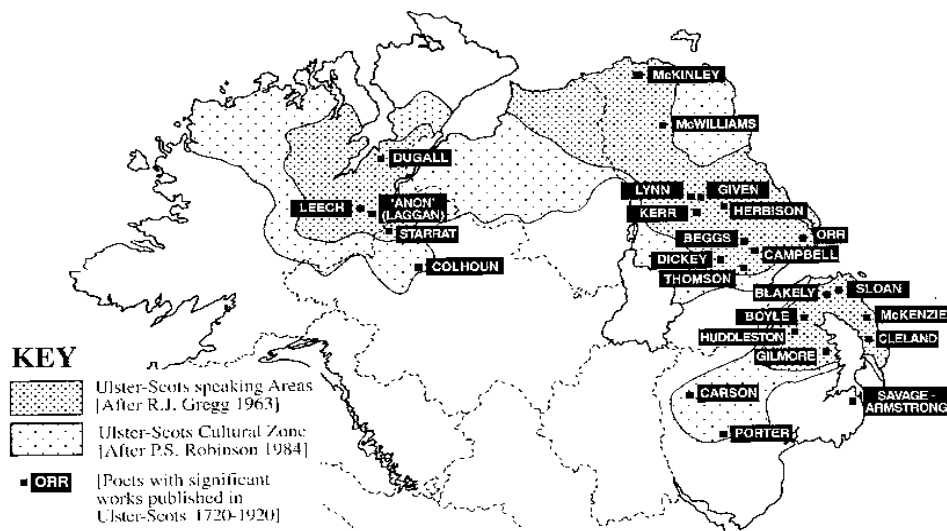 McKINLEY
McWILLIAMS
DUGALL
LYNN
GIVEN
LEECH
'ANON'
(LAGGAN)
KERR
HERBISON
STARRAT
BEGGS
ORR
CAMPBELL
DICKEY
COLHOUN
THOMSON
BLAKELY
SLOAN
BOYLE
McKENZIE
HUDDLESTON
CLELAND
GILMORE
KEY
Ulster-Scots speaking Areas
[After R.J. Gregg 1963]
CARSON
SAVAGE-
ARMSTRONG
Ulster-Scots Cultural Zone
[After P.S. Robinson 1984]
PORTER
ORR
[Poets with significant
works published in
Ulster-Scots 1720-1920]